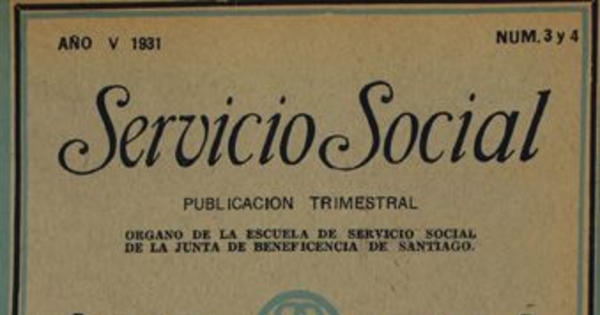 AÑO V 1931
NUM. 3 y 4
Servicio Social
PUBLICACION TRIMESTRAL
ORGANO DE LA ESCUELA DE SERVICIO SOCIAL
DE LA JUNTA DE BENEFICENCIA DE SANTIAGO.